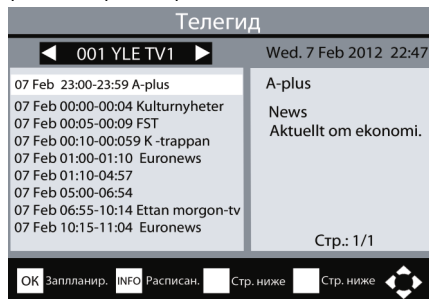 Телегид
001 YLE TV1
Wed. 7 Feb 2012 22:47
07 Feb 23:00-23:59 A-plus
07 Feb 00:00-00:04 Kulturnyheter
07 Feb 00:05-00:09 FST
07 Feb 00:10-00:059 K -trappan
07 Feb 01:00-01:10 Euronews
07 Feb 01:10-04:57
07 Feb 05:00-06:54
07 Feb 06:55-10:14 Ettan morgon-tv
07 Feb 10:15-11:04 Euronews
A-plus
News
Aktuellt om ekonomi.
Стр.: 1/1
OK Заппланир. INFO Расписан. Стр. ниже Стр. ниже